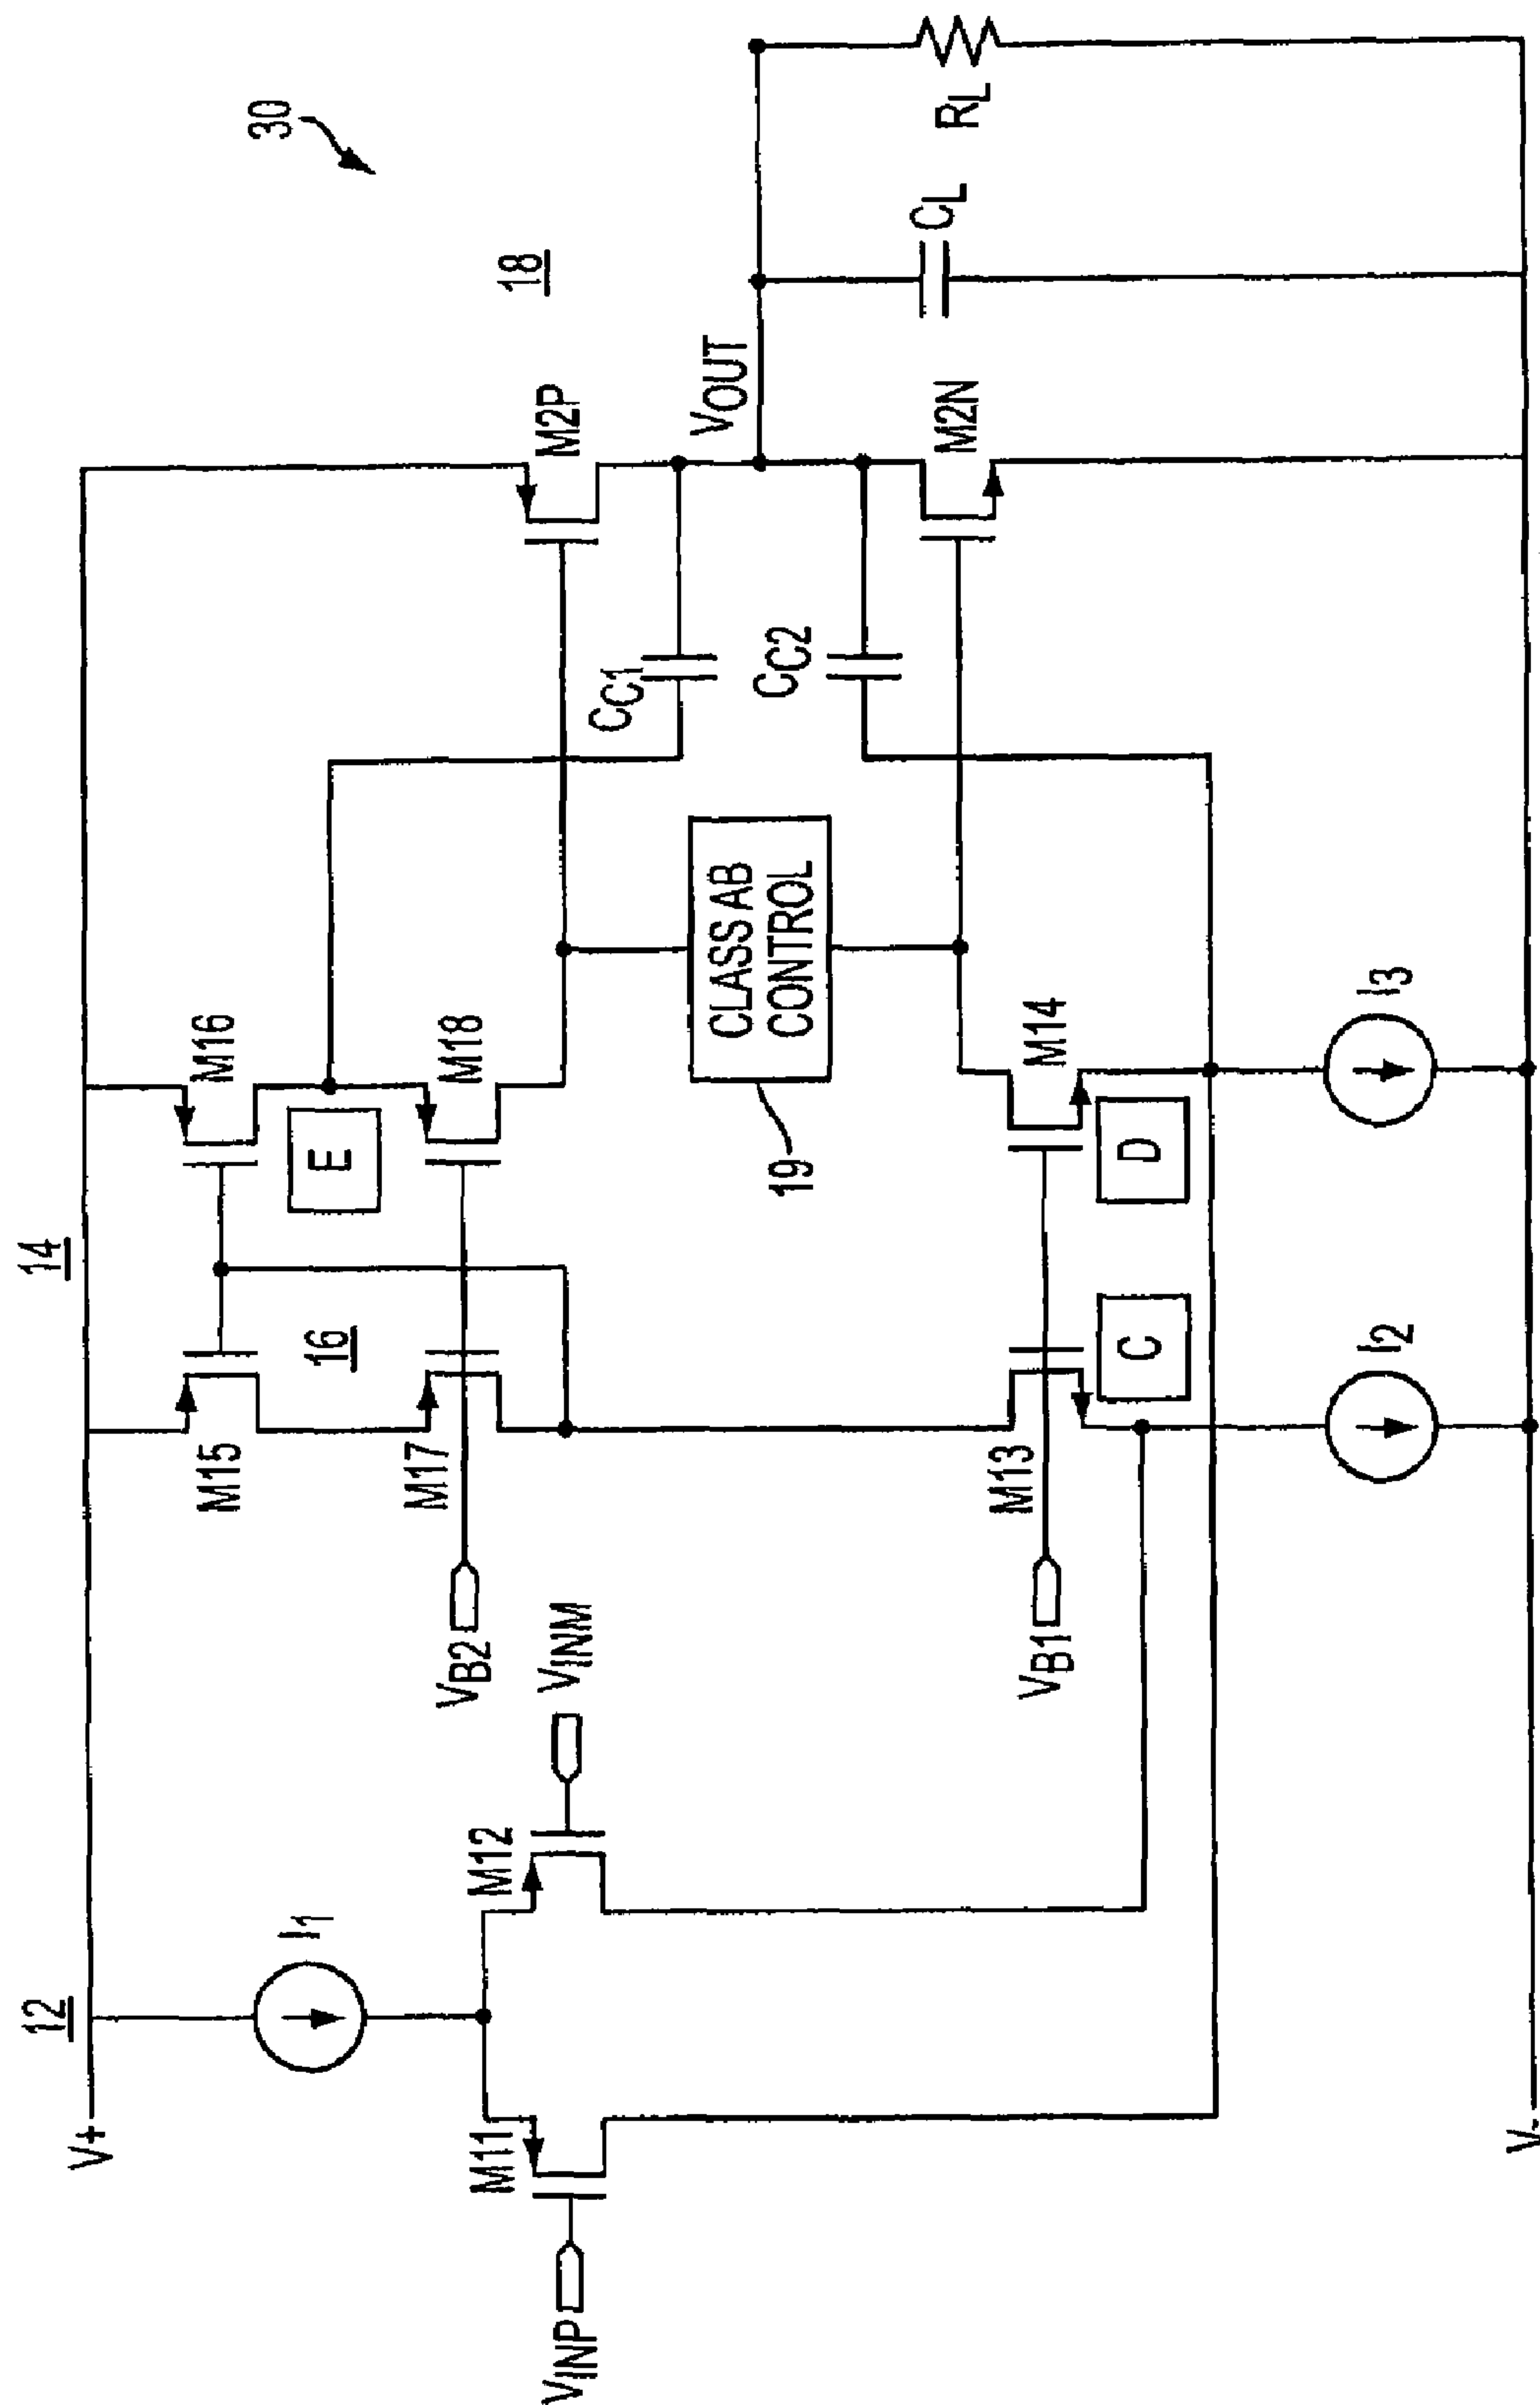 30
12
14
V+
I1
M15
M16
16
E
M17
M18
18
M2P
VB2
VINM
M11
M12
VINP
CC1
VOUT
CLASS AB
CONTROL
CC2
19
CL
RL
M2N
M13
M14
VB1
C
D
I2
I3
V-